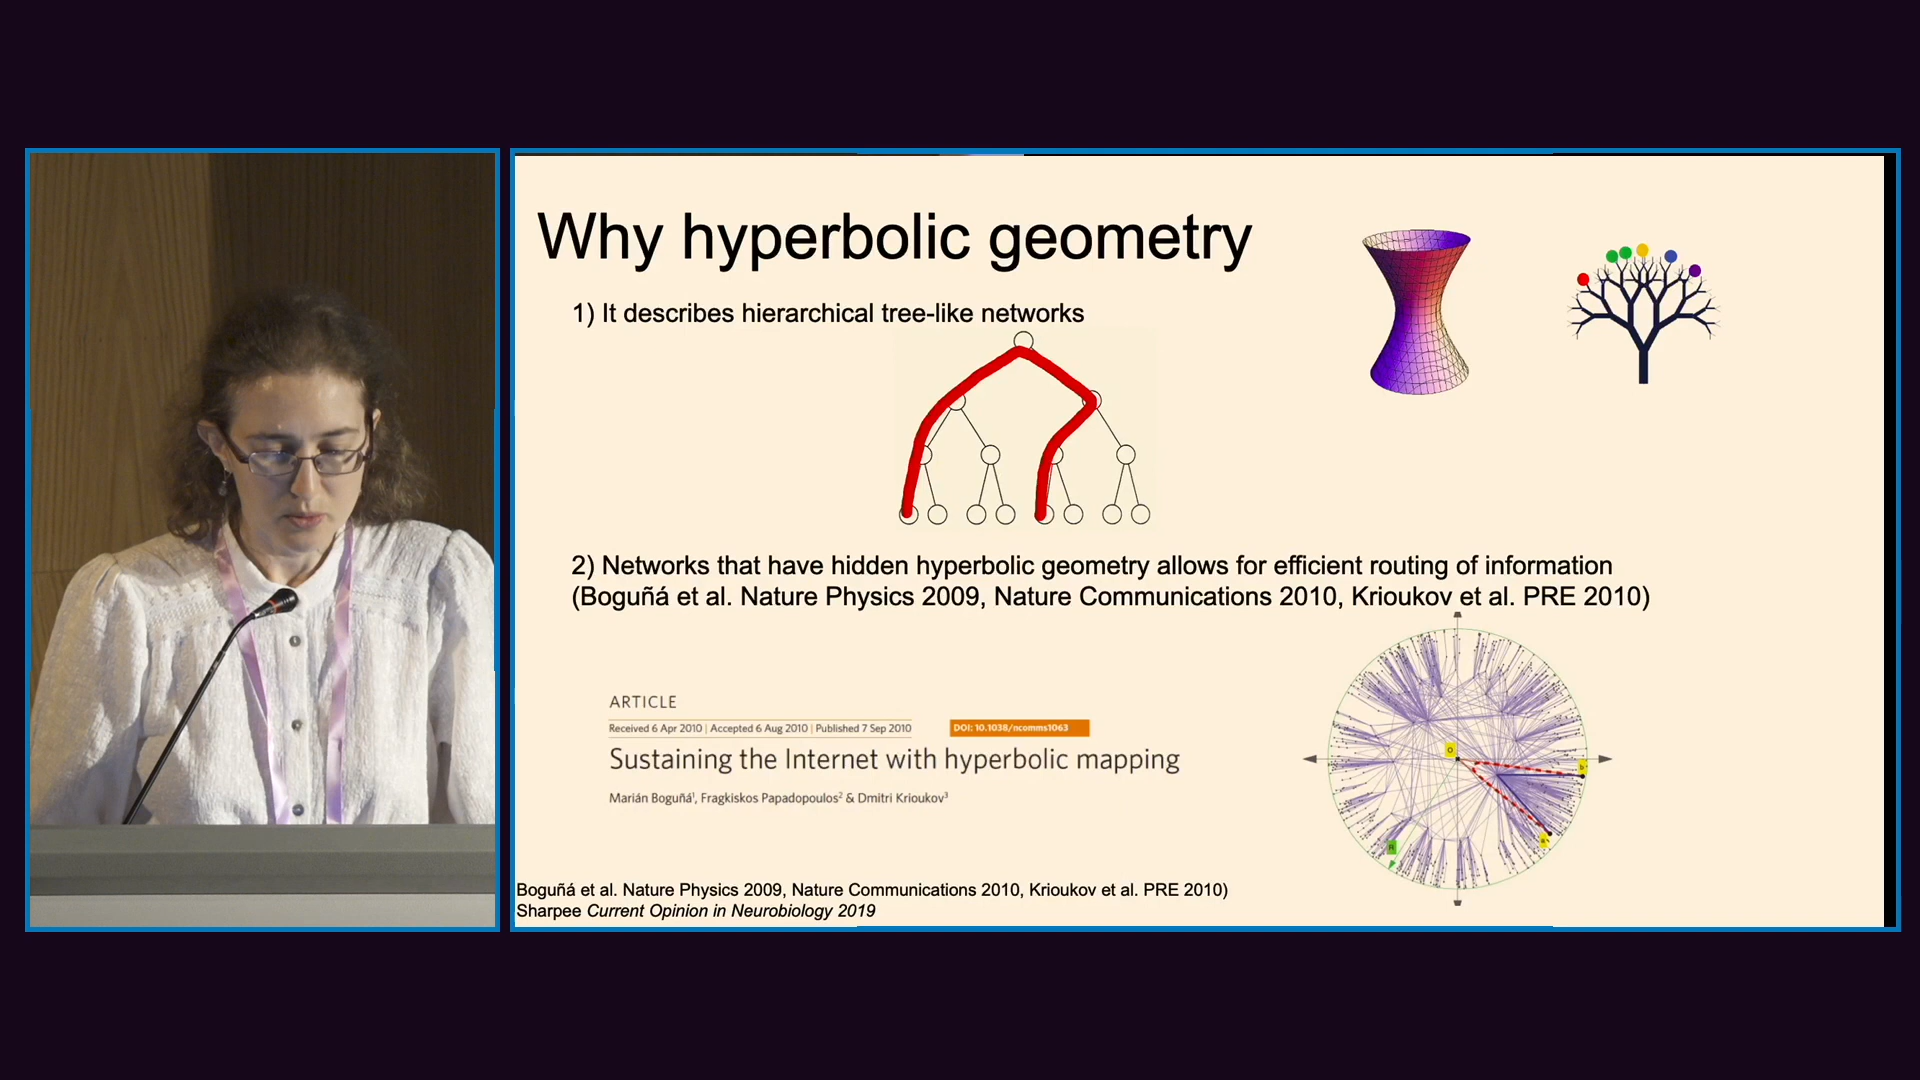 Why hyperbolic geometry
1) It describes hierarchical tree-like networks
2) Networks that have hidden hyperbolic geometry allows for efficient routing of information
(Boguñá et al. Nature Physics 2009, Nature Communications 2010, Krioukov et al. PRE 2010)
ARTICLE
Received 6 Apr 2010 | Accepted 6 Aug 2010 | Published 7 Sep 2010
DOI: 10.1038/ncomms1063
Sustaining the Internet with hyperbolic mapping
Marián Boguñá¹, Fragkiskos Papadopoulos² & Dmitri Krioukov³
O
Boguñá et al. Nature Physics 2009, Nature Communications 2010, Krioukov et al. PRE 2010)
Sharpee Current Opinion in Neurobiology 2019